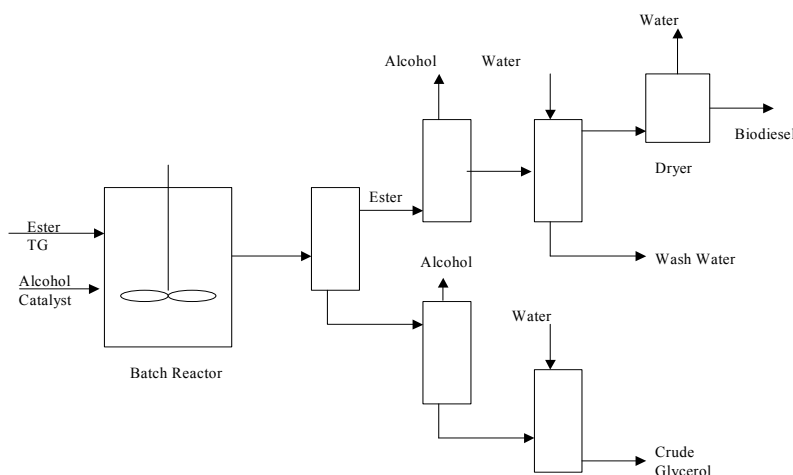 Water
Alcohol
Water
Biodiesel
Dryer
Ester
Ester
TG
Wash Water
Alcohol
Alcohol
Catalyst
Water
Batch Reactor
Crude
Glycerol